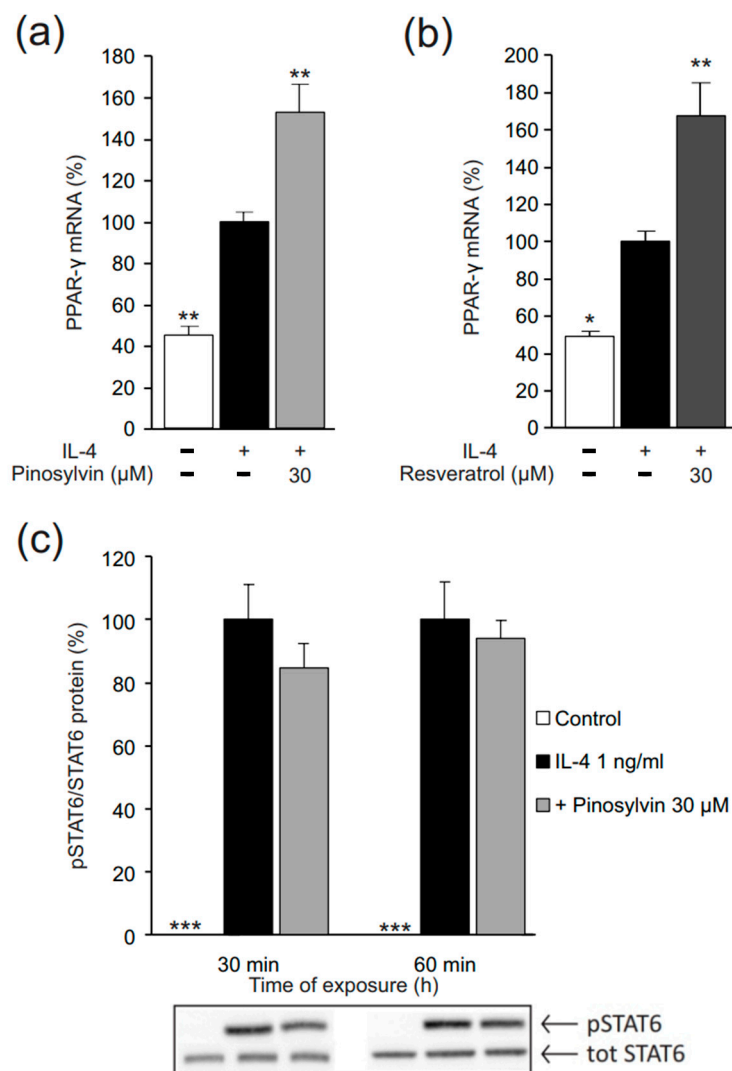 (a)
PPAR-γ mRNA (%)
180
160
140
120
100
80
60
40
20
0
**
**
IL-4 - + +
Pinosylvin (µM) - - 30
(b)
PPAR-γ mRNA (%)
200
180
160
140
120
100
80
60
40
20
0
*
**
IL-4 - + +
Resveratrol (µM) - - 30
(c)
pSTAT6/STAT6 protein (%)
120
100
80
60
40
20
0
***
***
30 min 60 min
Time of exposure (h)
Control
IL-4 1 ng/ml
+ Pinosylvin 30 µM
← pSTAT6
← tot STAT6